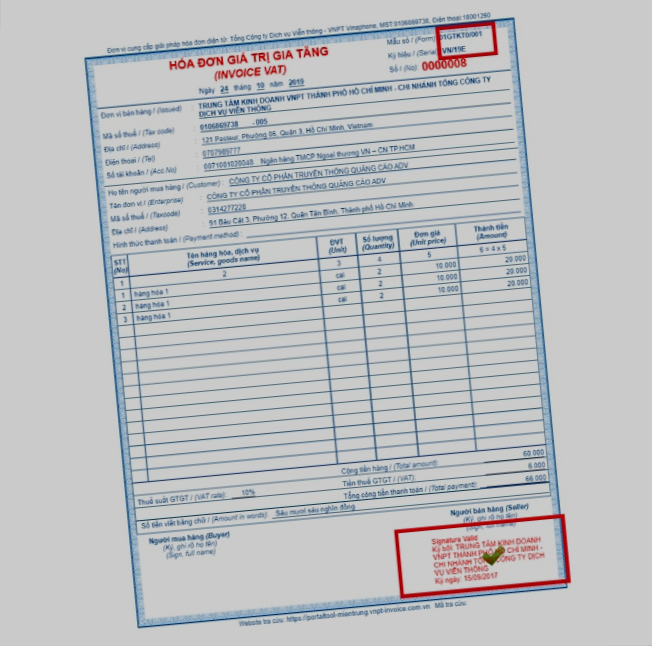 Đơn vị cung cấp giải pháp hóa đơn điện tử: Tổng Công ty Dịch vụ Viễn thông - VNPT Vinaphone, MST:0106869738, Điện thoại:18001260
HÓA ĐƠN GIÁ TRỊ GIA TĂNG
(INVOICE VAT)
Ngày 24 tháng 10 năm 2019
Mẫu số / (Form) 01GTKT0/001
Ký hiệu / (Serial) VN/19E
Số / (No) 0000008
Đơn vị bán hàng / (Issued) : TRUNG TÂM KINH DOANH VNPT THÀNH PHỐ HỒ CHÍ MINH - CHI NHÁNH TỔNG CÔNG TY
DỊCH VỤ VIỄN THÔNG
Mã số thuế / (Tax code) : 0106869738 - 005
Địa chỉ / (Address) : 121 Pasteur, Phường 06, Quận 3, Hồ Chí Minh, Vietnam
Điện thoại / (Tel) : 0707989777
Số tài khoản / (Acc.No) : 0071001020048 Ngân hàng TMCP Ngoại thương VN – CN TP.HCM
Họ tên người mua hàng / (Customer) : CÔNG TY CỔ PHẦN TRUYỀN THÔNG QUẢNG CÁO ADV
Tên đơn vị / (Enterprise) : CÔNG TY CỔ PHẦN TRUYỀN THÔNG QUẢNG CÁO ADV
Mã số thuế / (Taxcode) : 0314277228
Địa chỉ / (Address) : 91 Bàu Cát 3, Phường 12, Quận Tân Bình, Thành phố Hồ Chí Minh
Hình thức thanh toán / (Payment method) :
STT Tên hàng hóa, dịch vụ ĐVT Số lượng Đơn giá Thành tiền
(No) (Service, goods name) (Unit) (Quantity) (Unit price) (Amount)
1 2 3 4 5 6 = 4 x 5
1 hàng hóa 1 cái 2 10.000 20.000
2 hàng hóa 1 cái 2 10.000 20.000
3 hàng hóa 1 cái 2 10.000 20.000
Cộng tiền hàng / (Total amount): 60.000
Thuế suất GTGT / (VAT rate): 10% Tiền thuế GTGT / (VAT): 6.000
Tổng cộng tiền thanh toán / (Total payment): 66.000
Số tiền viết bằng chữ / (Amount in words): Sáu mươi sáu nghìn đồng
Người mua hàng / (Buyer)
(Ký, ghi rõ họ tên)
(Sign, full name)
Người bán hàng / (Seller)
(Ký, ghi rõ họ tên)
(Sign, full name)
Signature Valid
Ký bởi: TRUNG TÂM KINH DOANH
VNPT THÀNH PHỐ HỒ CHÍ MINH -
CHI NHÁNH TỔNG CÔNG TY DỊCH
VỤ VIỄN THÔNG
Ký ngày: 15/09/2017
Website tra cứu: https://portaltool-mientrung.vnpt-invoice.com.vn Mã tra cứu: